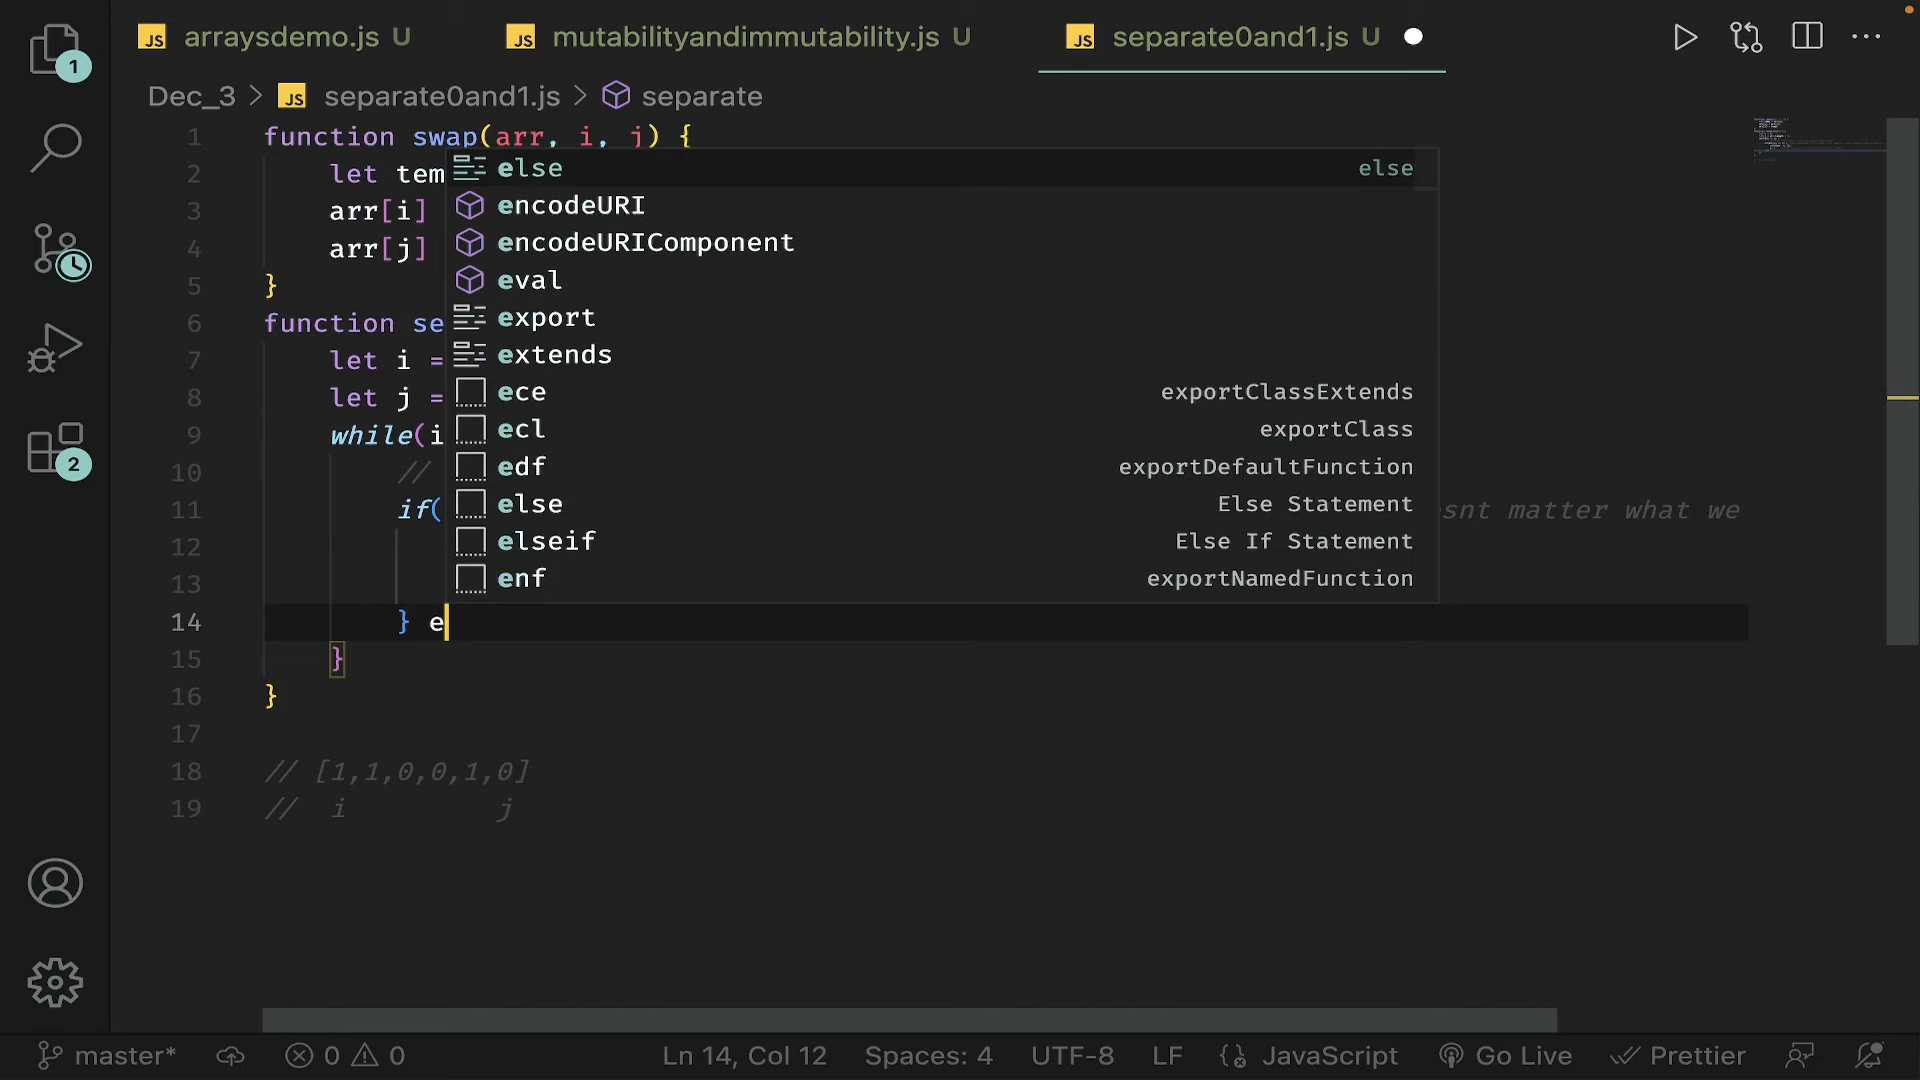 1
2
JS arraysdemo.js U
JS mutabilityandimmutability.js U
JS separate0and1.js U
Dec_3 > JS separate0and1.js > separate
1 function swap(arr, i, j) {
2 let tem
3 arr[i]
4 arr[j]
5 }
6 function se
7 let i =
8 let j =
9 while(i
10 //
11 if( snt matter what we
12
13
14 } e
15 }
16 }
17
18 // [1,1,0,0,1,0]
19 // i j
else else
encodeURI
encodeURIComponent
eval
export
extends
ece exportClassExtends
ecl exportClass
edf exportDefaultFunction
else Else Statement
elseif Else If Statement
enf exportNamedFunction
master* 0 0 Ln 14, Col 12 Spaces: 4 UTF-8 LF {} JavaScript Go Live Prettier